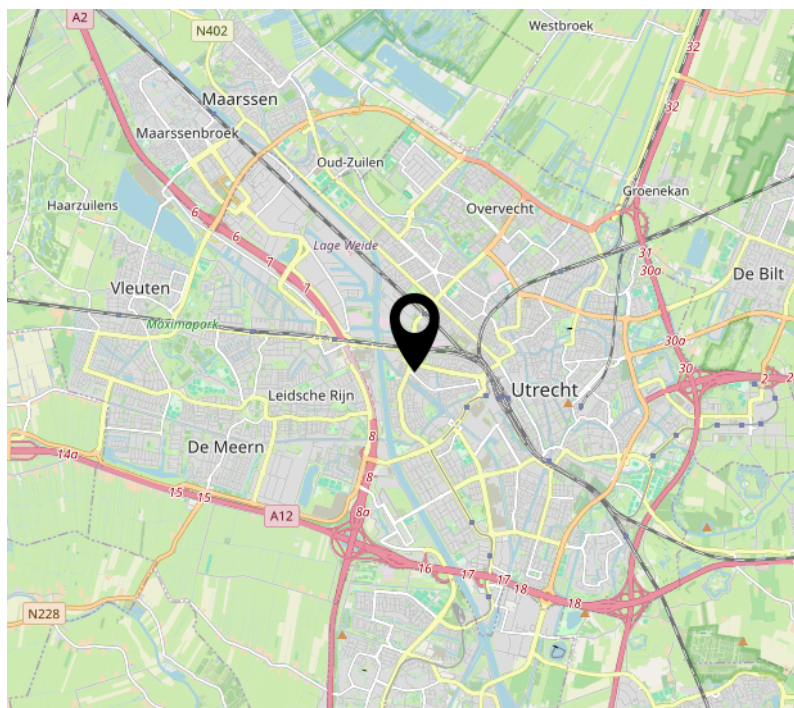 A2
N402
Westbroek
32
Maarssen
32
Maarssenbroek
Oud-Zuilen
Groenekan
Haarzuilens
6
Overvecht
6
Lage Weide
31
7
30a
De Bilt
Vleuten
7
Máximapark
30a
30
2
2
Leidsche Rijn
Utrecht
8
De Meern
14a
8
15
15
8a
A12
16
17
17
18
18
N228